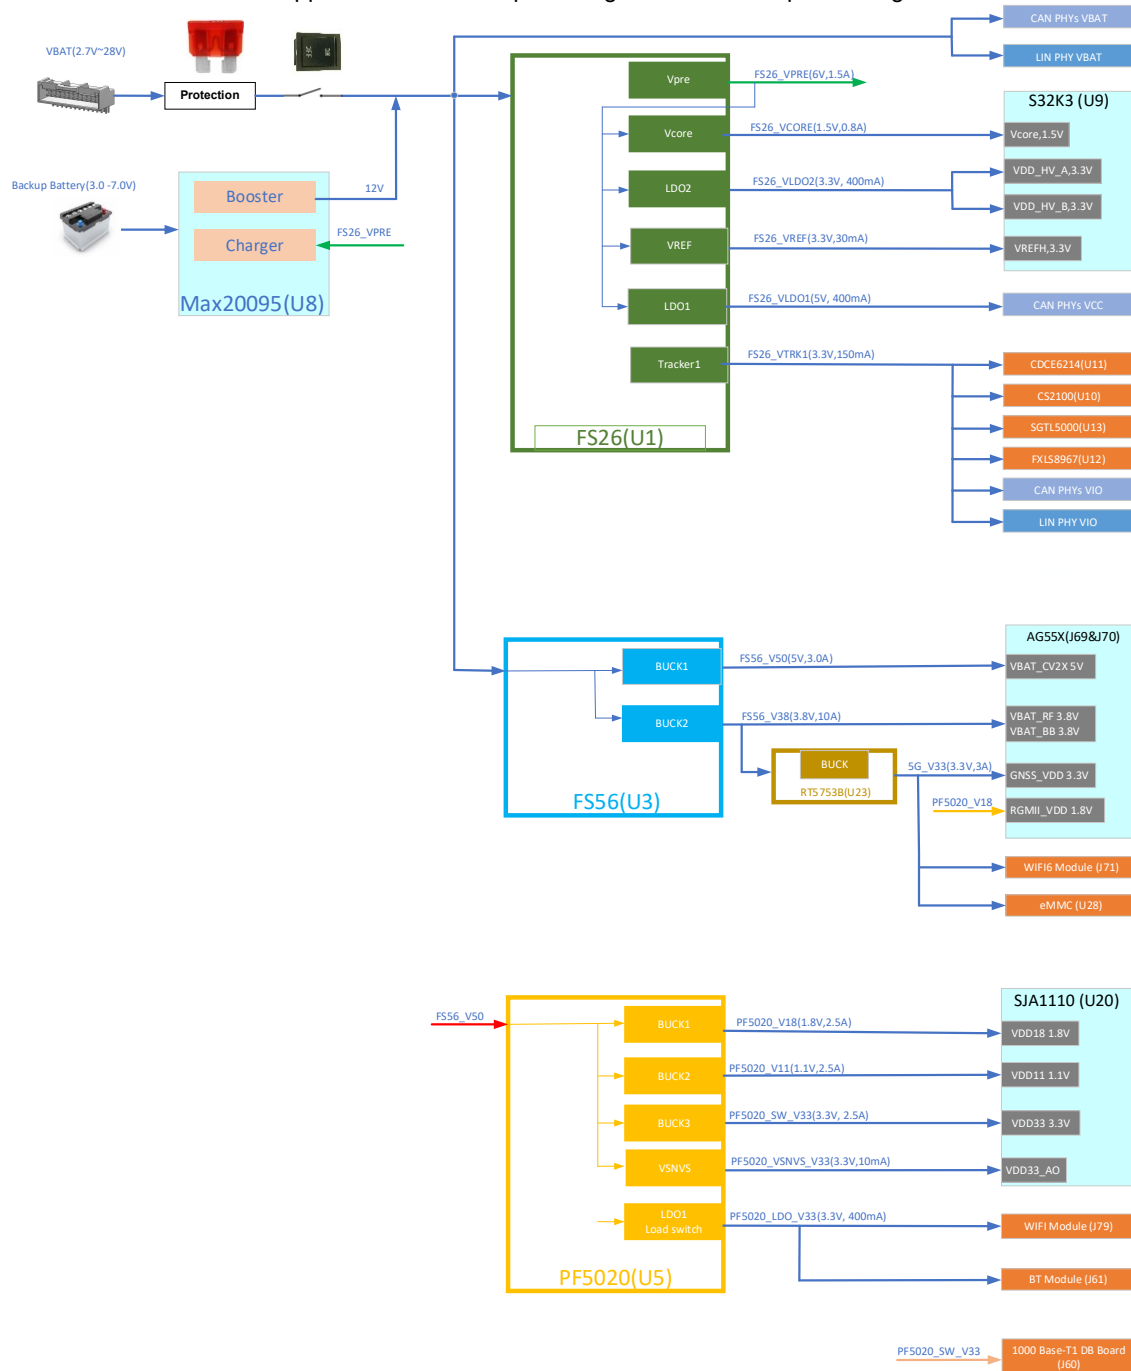 CAN PHYs VBAT
VBAT(2.7V~28V)
LIN PHY VBAT
Protection
Vpre
FS26_VPRE(6V,1.5A)
S32K3 (U9)
Vcore
FS26_VCORE(1.5V,0.8A)
Vcore,1.5V
VDD_HV_A,3.3V
Backup Battery(3.0 -7.0V)
Booster
12V
LDO2
FS26_VLDO2(3.3V, 400mA)
VDD_HV_B,3.3V
Charger
FS26_VPRE
VREF
FS26_VREF(3.3V,30mA)
VREFH,3.3V
Max20095(U8)
LDO1
FS26_VLDO1(5V, 400mA)
CAN PHYs VCC
Tracker1
FS26_VTRK1(3.3V,150mA)
CDCE6214(U11)
CS2100(U10)
SGTL5000(U13)
FS26(U1)
FXLS8967(U12)
CAN PHYs VIO
LIN PHY VIO
AG55X(J69&J70)
BUCK1
FS56_V50(5V,3.0A)
VBAT_CV2X 5V
BUCK2
FS56_V38(3.8V,10A)
VBAT_RF 3.8V
VBAT_BB 3.8V
BUCK
RT5753B(U23)
5G_V33(3.3V,3A)
GNSS_VDD 3.3V
FS56(U3)
PF5020_V18
RGMII_VDD 1.8V
WIFI6 Module (J71)
eMMC (U28)
SJA1110 (U20)
FS56_V50
BUCK1
PF5020_V18(1.8V,2.5A)
VDD18 1.8V
BUCK2
PF5020_V11(1.1V,2.5A)
VDD11 1.1V
BUCK3
PF5020_SW_V33(3.3V, 2.5A)
VDD33 3.3V
VSNVS
PF5020_VSNVS_V33(3.3V,10mA)
VDD33_AO
LDO1
Load switch
PF5020_LDO_V33(3.3V, 400mA)
WIFI Module (J79)
PF5020(U5)
BT Module (J61)
PF5020_SW_V33
1000 Base-T1 DB Board
(J60)